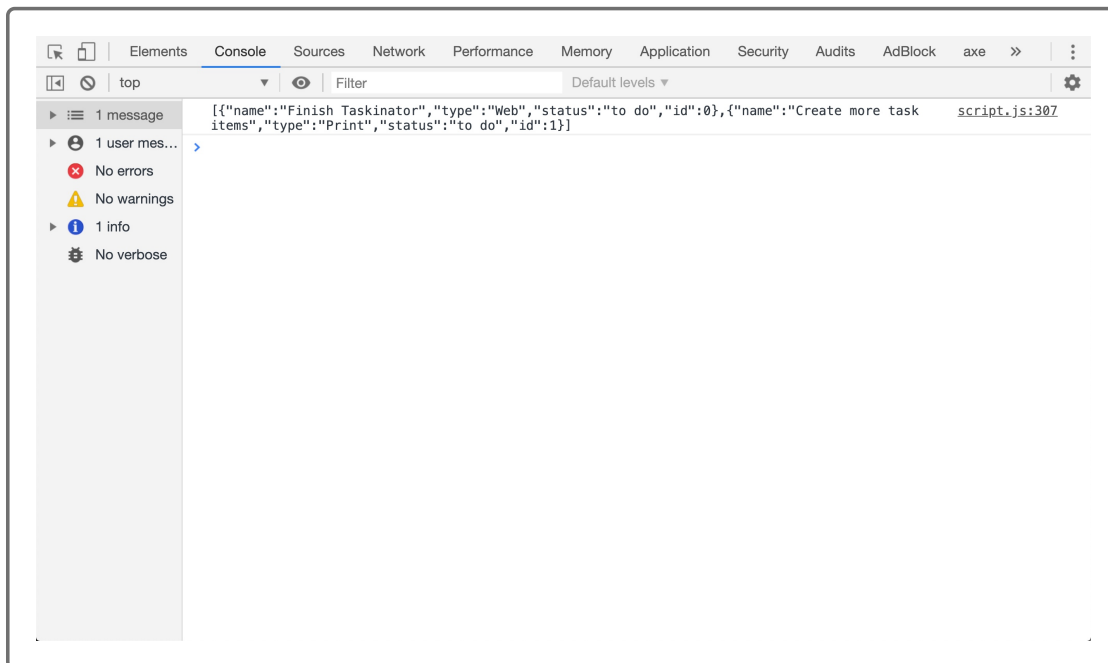 Elements Console Sources Network Performance Memory Application Security Audits AdBlock axe »
top Filter Default levels
1 message
[{"name":"Finish Taskinator","type":"Web","status":"to do","id":0},{"name":"Create more task script.js:307
items","type":"Print","status":"to do","id":1}]
1 user mes...
No errors
No warnings
1 info
No verbose